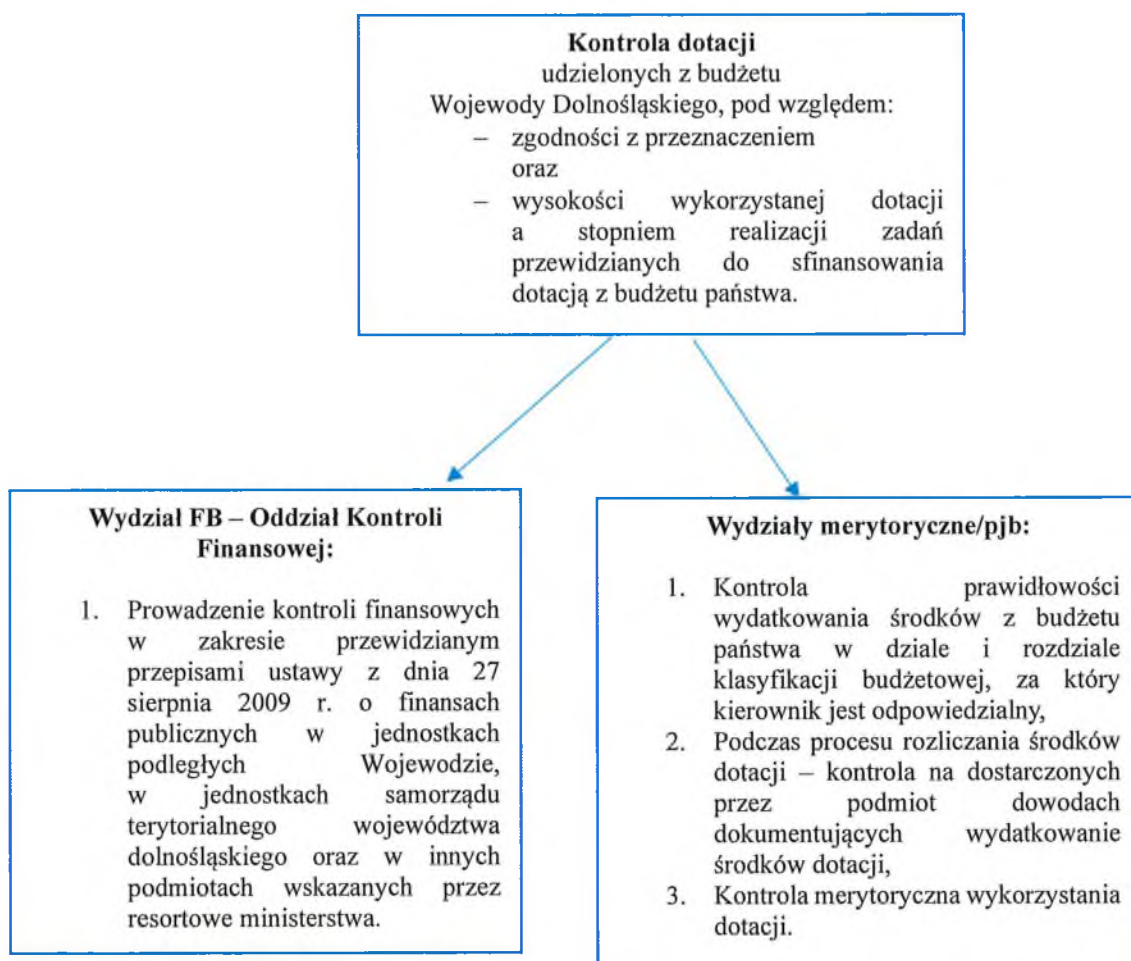 Kontrola dotacji
udzielonych z budżetu
Wojewody Dolnośląskiego, pod względem:
– zgodności z przeznaczeniem
oraz
– wysokości wykorzystanej dotacji
a stopniem realizacji zadań
przewidzianych do sfinansowania
dotacją z budżetu państwa.
Wydział FB – Oddział Kontroli
Finansowej:
1. Prowadzenie kontroli finansowych
w zakresie przewidzianym
przepisami ustawy z dnia 27
sierpnia 2009 r. o finansach
publicznych w jednostkach
podległych Wojewodzie,
w jednostkach samorządu
terytorialnego województwa
dolnośląskiego oraz w innych
podmiotach wskazanych przez
resortowe ministerstwa.
Wydziały merytoryczne/pjb:
1. Kontrola prawidłowości
wydatkowania środków z budżetu
państwa w dziale i rozdziale
klasyfikacji budżetowej, za który
kierownik jest odpowiedzialny,
2. Podczas procesu rozliczania środków
dotacji – kontrola na dostarczonych
przez podmiot dowodach
dokumentujących wydatkowanie
środków dotacji,
3. Kontrola merytoryczna wykorzystania
dotacji.